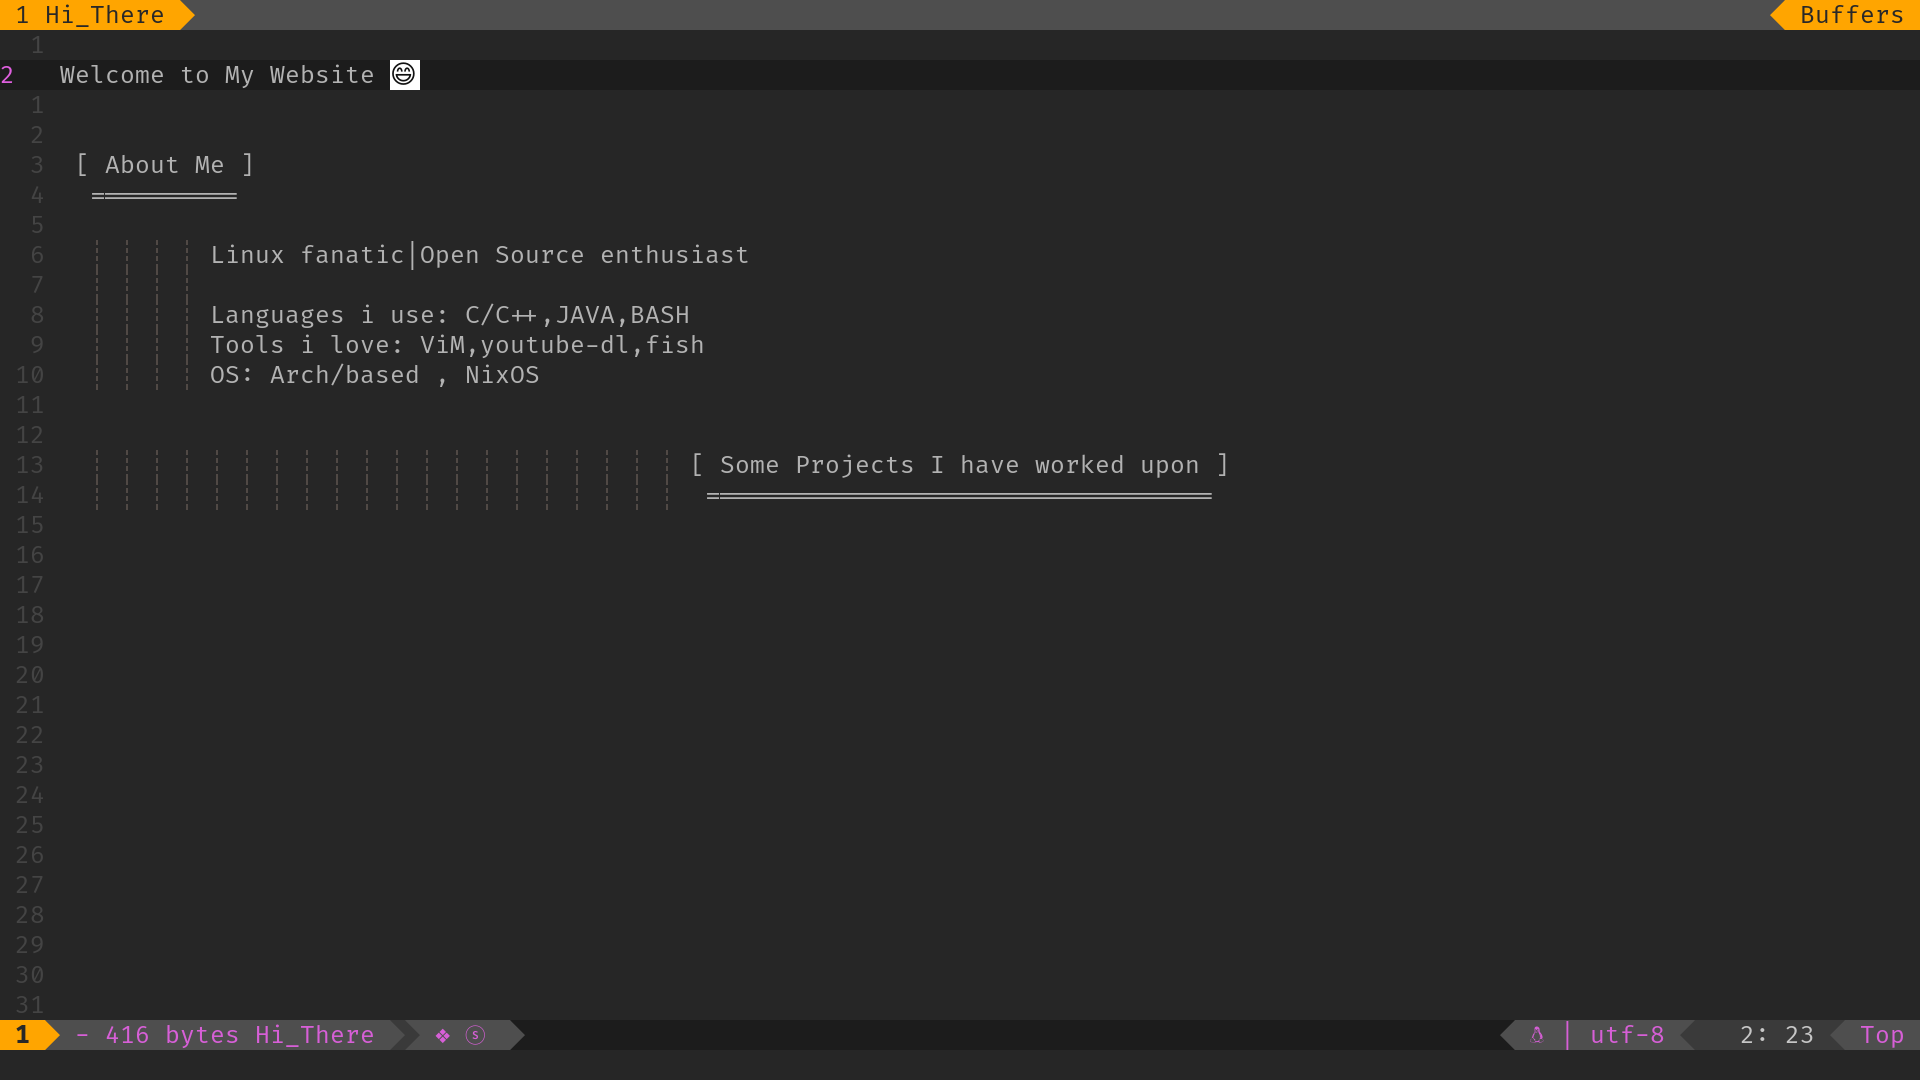 1 Hi_There Buffers
1
2 Welcome to My Website 😄
1
2
3 [ About Me ]
4 ==========
5
6 ¦ ¦ ¦ ¦ Linux fanatic|Open Source enthusiast
7 ¦ ¦ ¦ ¦
8 ¦ ¦ ¦ ¦ Languages i use: C/C++,JAVA,BASH
9 ¦ ¦ ¦ ¦ Tools i love: ViM,youtube-dl,fish
10 ¦ ¦ ¦ ¦ OS: Arch/based , NixOS
11
12
13 ¦ ¦ ¦ ¦ ¦ ¦ ¦ ¦ ¦ ¦ ¦ ¦ ¦ ¦ ¦ ¦ ¦ ¦ ¦ ¦ [ Some Projects I have worked upon ]
14 ¦ ¦ ¦ ¦ ¦ ¦ ¦ ¦ ¦ ¦ ¦ ¦ ¦ ¦ ¦ ¦ ¦ ¦ ¦ ¦ ==================================
15
16
17
18
19
20
21
22
23
24
25
26
27
28
29
30
31
1 - 416 bytes Hi_There ❖ ⓢ | utf-8 2: 23 Top